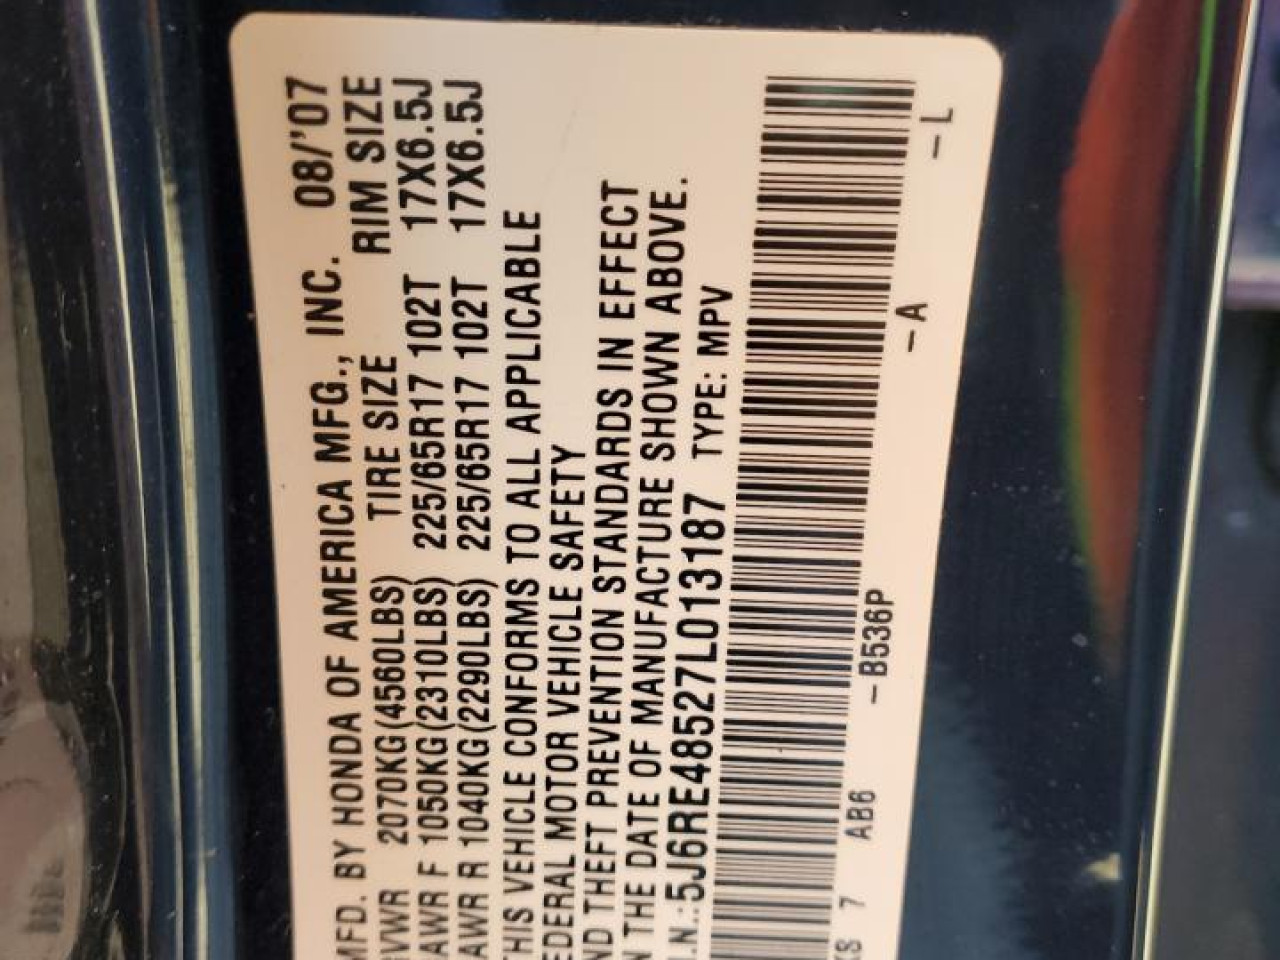 MFD. BY HONDA OF AMERICA MFG., INC. 08/'07
GVWR 2070KG(4560LBS) TIRE SIZE RIM SIZE
GAWR F 1050KG(2310LBS) 225/65R17 102T 17X6.5J
GAWR R 1040KG(2290LBS) 225/65R17 102T 17X6.5J
THIS VEHICLE CONFORMS TO ALL APPLICABLE
FEDERAL MOTOR VEHICLE SAFETY
AND THEFT PREVENTION STANDARDS IN EFFECT
ON THE DATE OF MANUFACTURE SHOWN ABOVE.
V.I.N.:5J6RE48527L013187 TYPE: MPV
7 AB6 -B536P -A -L